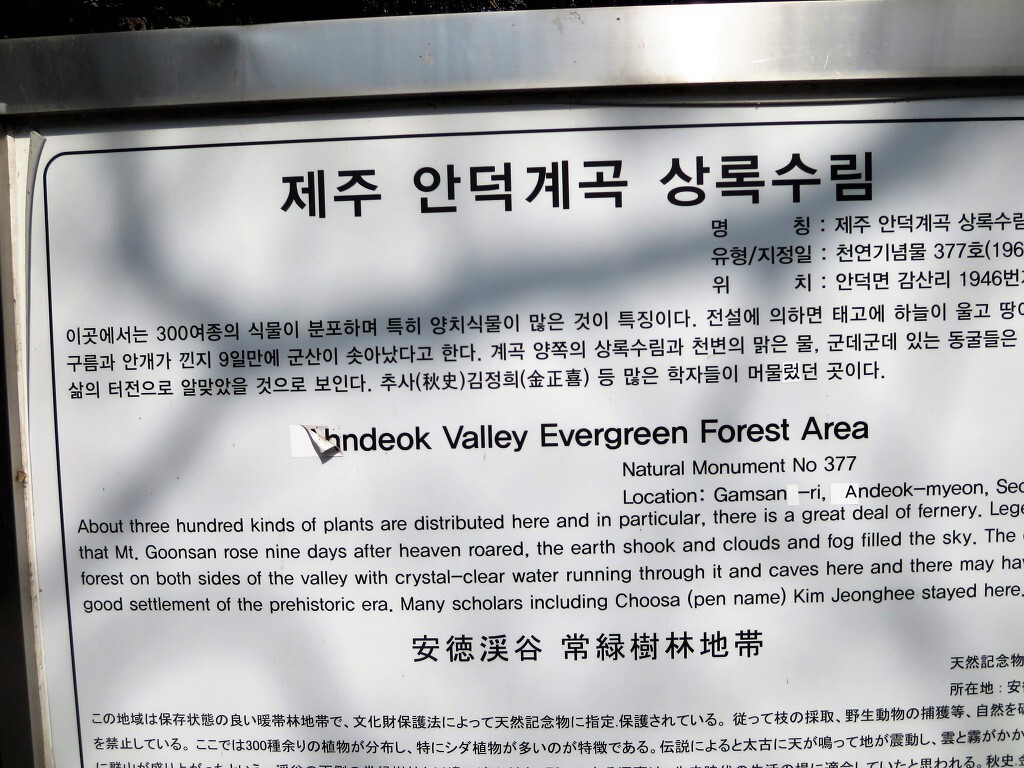 제주 안덕계곡 상록수림
명 칭 : 제주 안덕계곡 상록수림
유형/지정일 : 천연기념물 377호(196
위 치 : 안덕면 감산리 1946번
이곳에서는 300여종의 식물이 분포하며 특히 양치식물이 많은 것이 특징이다. 전설에 의하면 태고에 하늘이 울고 땅이
구름과 안개가 낀지 9일만에 군산이 솟아났다고 한다. 계곡 양쪽의 상록수림과 천변의 맑은 물, 군데군데 있는 동굴들은
삶의 터전으로 알맞았을 것으로 보인다. 추사(秋史)김정희(金正喜) 등 많은 학자들이 머물렀던 곳이다.
hndeok Valley Evergreen Forest Area
Natural Monument No 377
Location: Gamsan -ri, Andeok-myeon, Seo
About three hundred kinds of plants are distributed here and in particular, there is a great deal of fernery. Lege
that Mt. Goonsan rose nine days after heaven roared, the earth shook and clouds and fog filled the sky. The
forest on both sides of the valley with crystal-clear water running through it and caves here and there may hav
good settlement of the prehistoric era. Many scholars including Choosa (pen name) Kim Jeonghee stayed here.
安徳渓谷 常緑樹林地帯
天然記念物
所在地 : 安
この地域は保存状態の良い暖帯林地帯で、文化財保護法によって天然記念物に指定.保護されている。従って枝の採取、野生動物の捕獲等、自然を
を禁止している。ここでは300種余りの植物が分布し、特にシダ植物が多いのが特徴である。伝説によると太古に天が鳴って地が震動し、雲と霧がかか